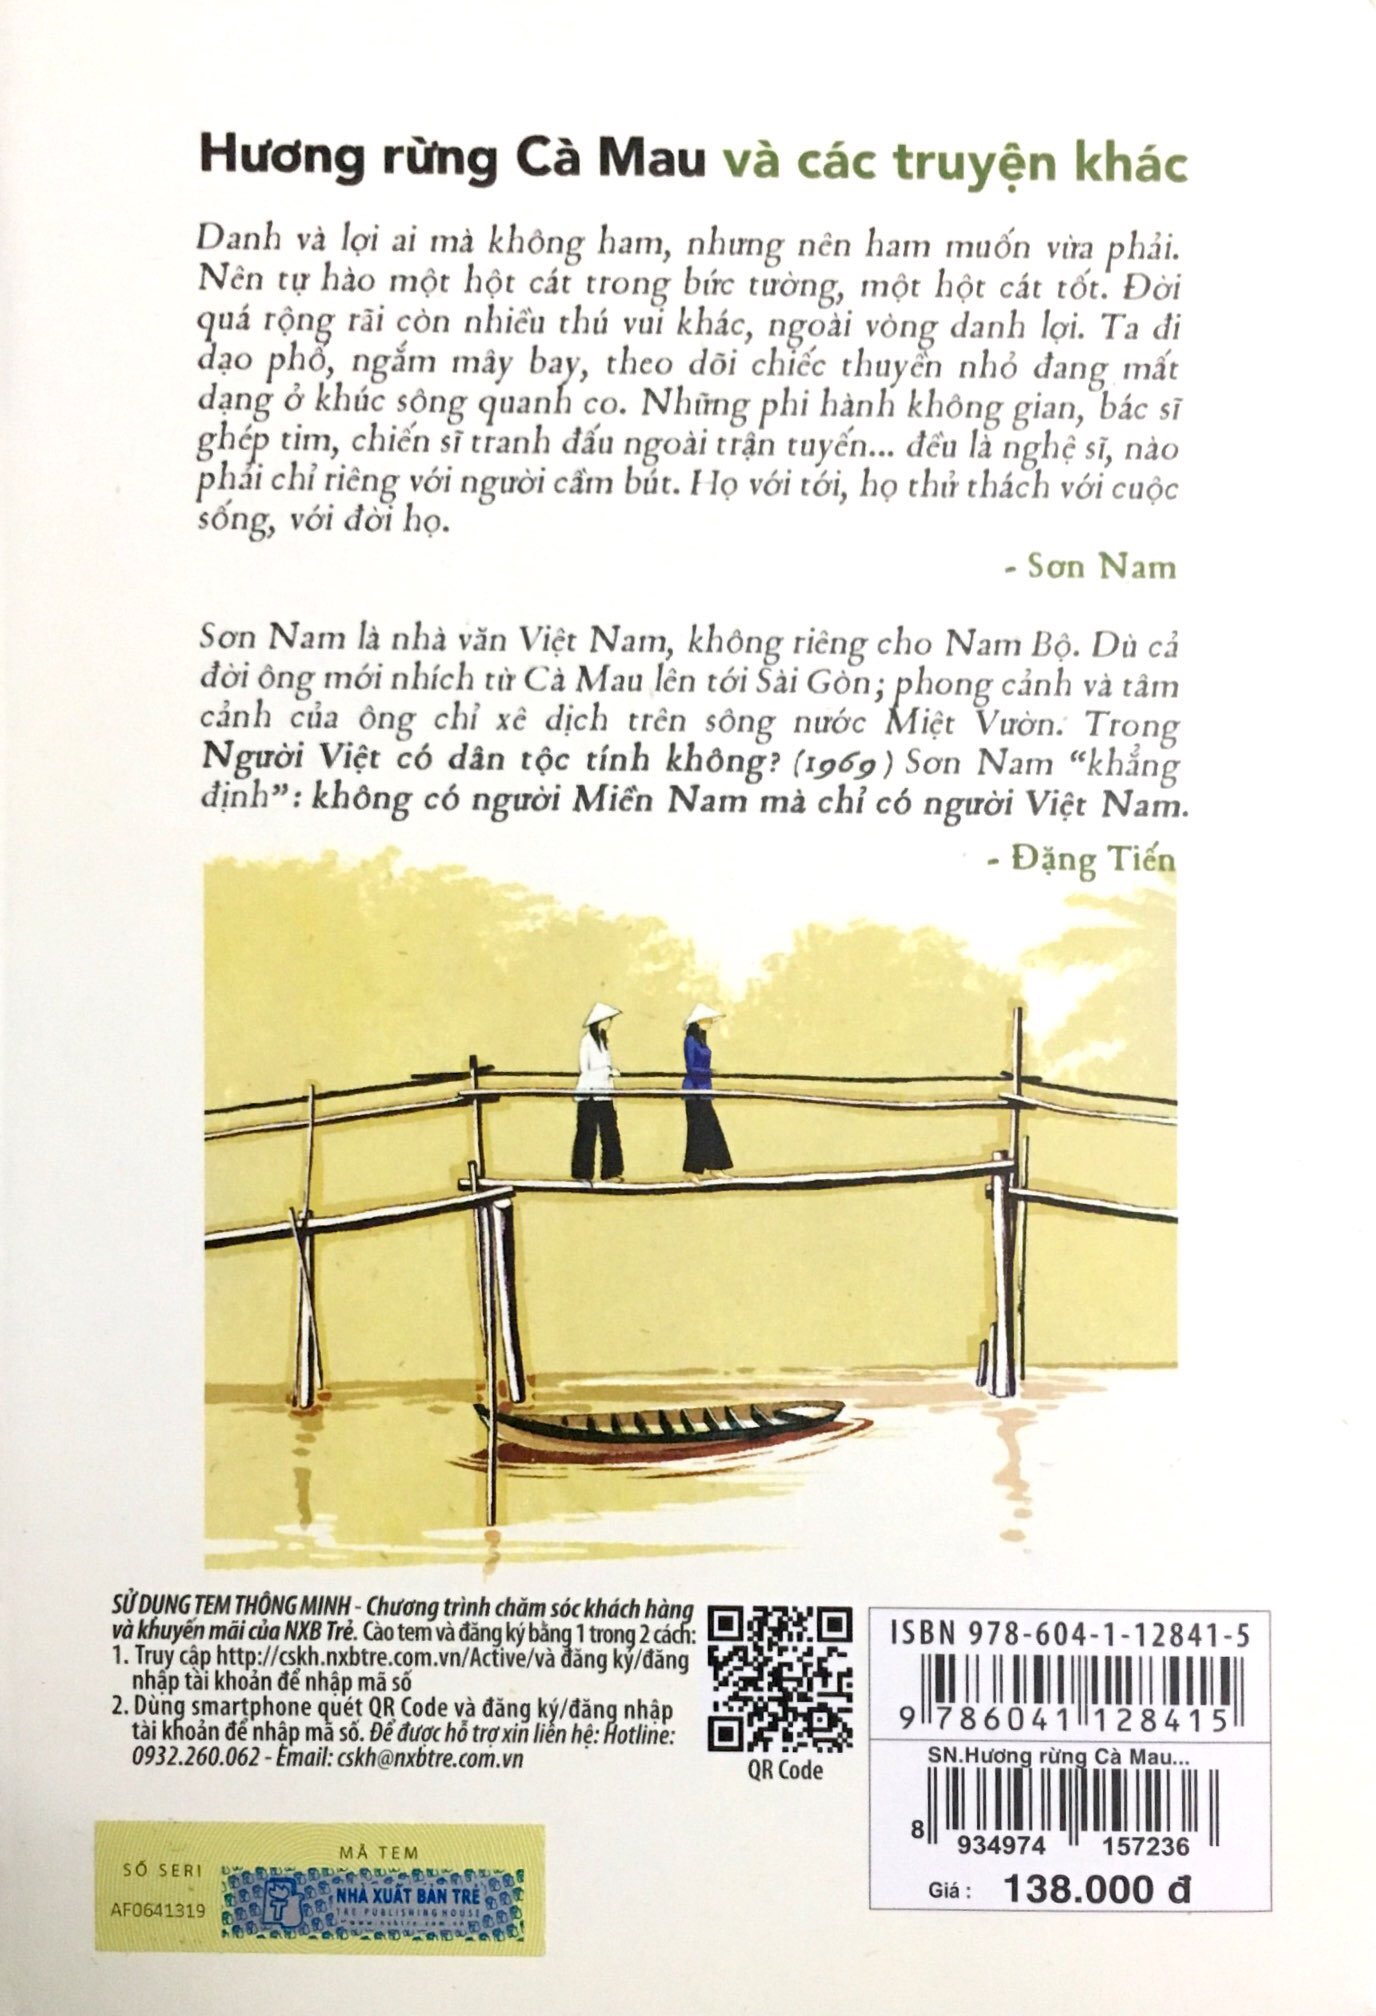 Hương rừng Cà Mau và các truyện khác
Danh và lợi ai mà không ham, nhưng nên ham muốn vừa phải.
Nên tự hào một hột cát trong bức tường, một hột cát tốt. Đời
quá rộng rãi còn nhiều thú vui khác, ngoài vòng danh lợi. Ta đi
dạo phố, ngắm mây bay, theo dõi chiếc thuyền nhỏ đang mất
dạng ở khúc sông quanh co. Những phi hành không gian, bác sĩ
ghép tim, chiến sĩ tranh đấu ngoài trận tuyến... đều là nghệ sĩ, nào
phải chỉ riêng với người cầm bút. Họ với tới, họ thử thách với cuộc
sống, với đời họ.
- Sơn Nam
Sơn Nam là nhà văn Việt Nam, không riêng cho Nam Bộ. Dù cả
đời ông mới nhích từ Cà Mau lên tới Sài Gòn; phong cảnh và tâm
cảnh của ông chỉ xê dịch trên sông nước Miệt Vườn. Trong
Người Việt có dân tộc tính không? (1969) Sơn Nam “khẳng
định”: không có người Miền Nam mà chỉ có người Việt Nam.
- Đặng Tiến
SỬ DỤNG TEM THÔNG MINH - Chương trình chăm sóc khách hàng
và khuyến mãi của NXB Trẻ. Cào tem và đăng ký bằng 1 trong 2 cách:
1. Truy cập http://cskh.nxbtre.com.vn/Active/và đăng ký/đăng
nhập tài khoản để nhập mã số
2. Dùng smartphone quét QR Code và đăng ký/đăng nhập
tài khoản để nhập mã số. Để được hỗ trợ xin liên hệ: Hotline:
0932.260.062 - Email: cskh@nxbtre.com.vn
QR Code
ISBN 978-604-1-12841-5
9 786041 128415
SN.Hương rừng Cà Mau...
8 934974 157236
Giá : 138.000 đ
MÃ TEM
SỐ SERI
AF0641319
NHÀ XUẤT BẢN TRẺ
TRE PUBLISHING HOUSE
www.nxbtre.com.vn